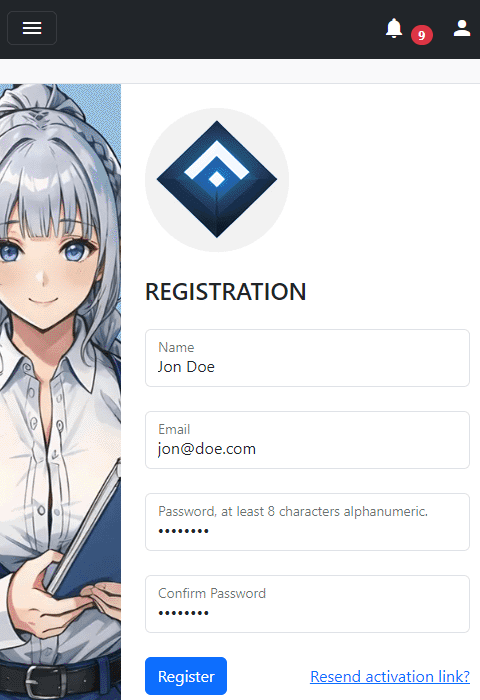 9
REGISTRATION
Name
Jon Doe
Email
jon@doe.com
Password, at least 8 characters alphanumeric.
••••••••
Confirm Password
••••••••
Register
Resend activation link?